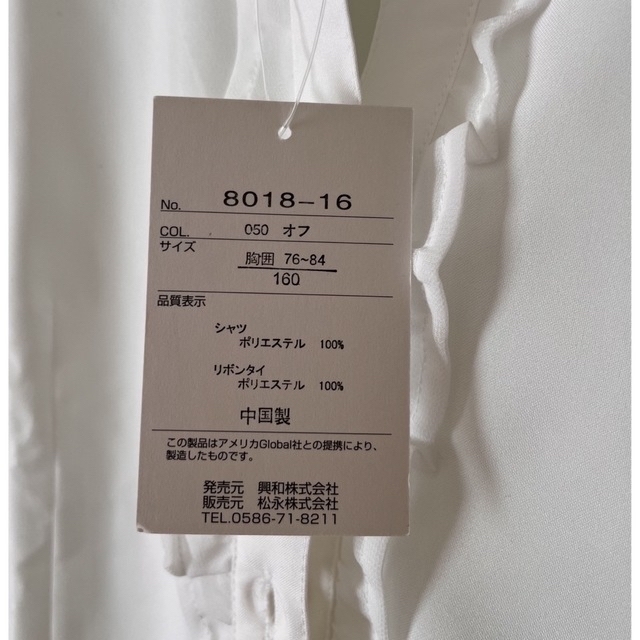 No. 8018-16
COL. 050 オフ
サイズ
胸囲 76~84
160
品質表示
シャツ
ポリエステル 100%
リボンタイ
ポリエステル 100%
中国製
この製品はアメリカGlobal社との提携により、
製造したものです。
発売元 興和株式会社
販売元 松永株式会社
TEL.0586-71-8211